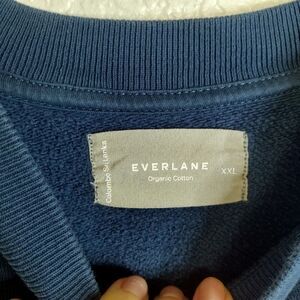 EVERLANE
Organic Cotton
XXL
Colombo Sri Lanka